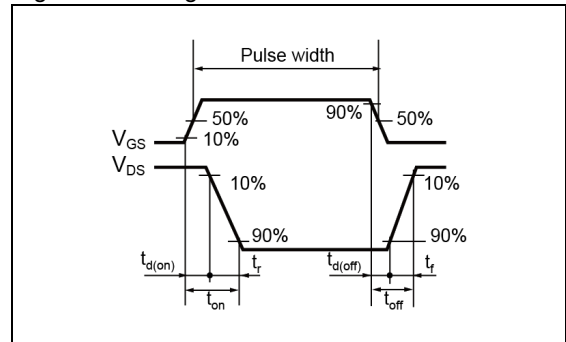 Pulse width
50%
90%
50%
V_GS
10%
V_DS
10%
10%
90%
90%
t_d(on)
t_r
t_d(off)
t_f
t_on
t_off